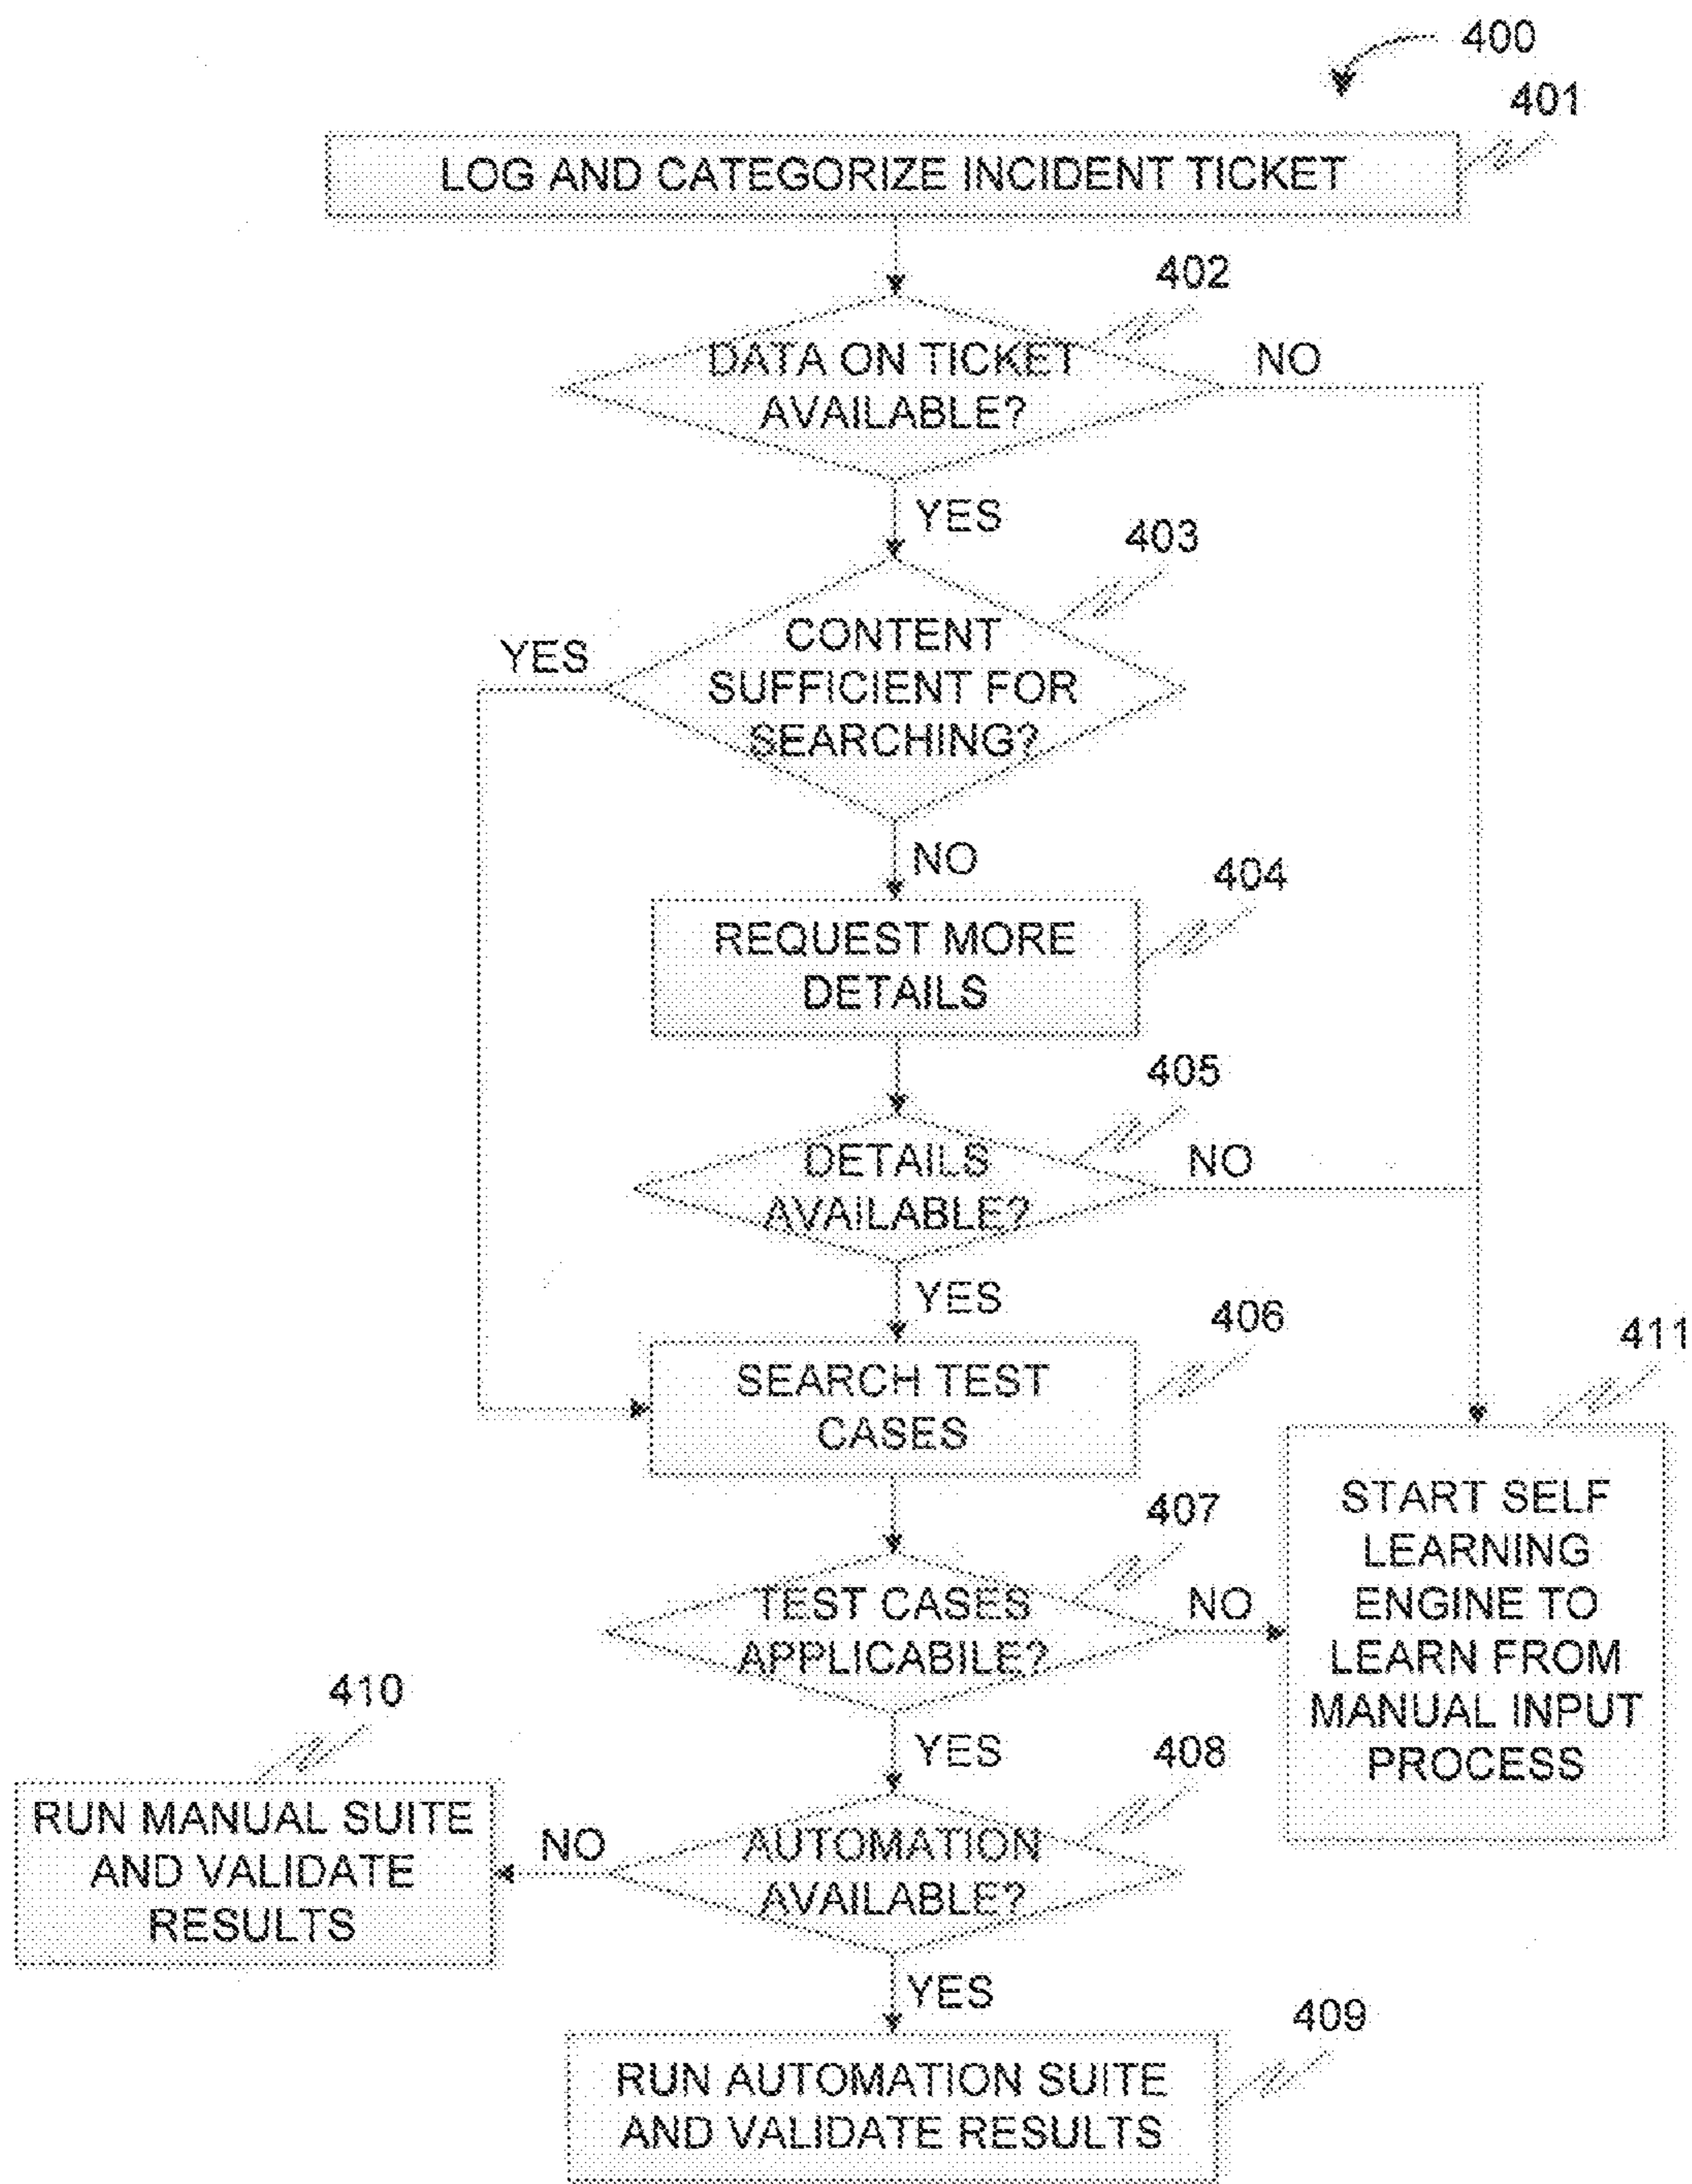 400
401
LOG AND CATEGORIZE INCIDENT TICKET
402
DATA ON TICKET
AVAILABLE?
NO
YES
403
CONTENT
SUFFICIENT FOR
SEARCHING?
YES
NO
404
REQUEST MORE
DETAILS
405
DETAILS
AVAILABLE?
NO
YES
406
SEARCH TEST
CASES
411
START SELF
LEARNING
ENGINE TO
LEARN FROM
MANUAL INPUT
PROCESS
407
TEST CASES
APPLICABILE?
NO
YES
408
AUTOMATION
AVAILABLE?
NO
410
RUN MANUAL SUITE
AND VALIDATE
RESULTS
YES
409
RUN AUTOMATION SUITE
AND VALIDATE RESULTS